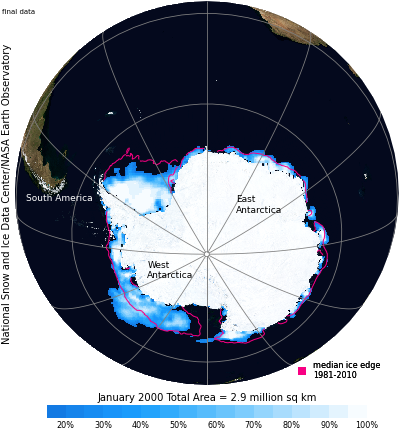 final data
National Snow and Ice Data Center/NASA Earth Observatory
South America
East
Antarctica
West
Antarctica
median ice edge
1981-2010
January 2000 Total Area = 2.9 million sq km
20% 30% 40% 50% 60% 70% 80% 90% 100%